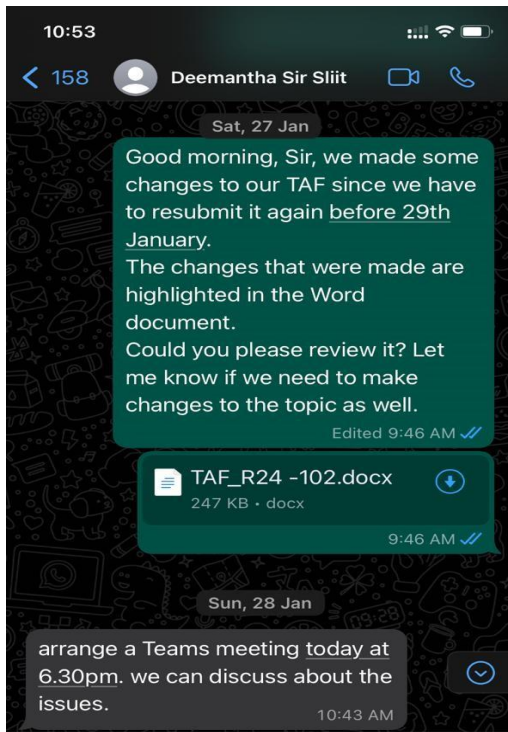 10:53
158 Deemantha Sir Sliit
Sat, 27 Jan
Good morning, Sir, we made some
changes to our TAF since we have
to resubmit it again before 29th
January.
The changes that were made are
highlighted in the Word
document.
Could you please review it? Let
me know if we need to make
changes to the topic as well.
Edited 9:46 AM
TAF_R24 -102.docx
247 KB • docx
9:46 AM
Sun, 28 Jan
arrange a Teams meeting today at
6.30pm. we can discuss about the
issues.
10:43 AM